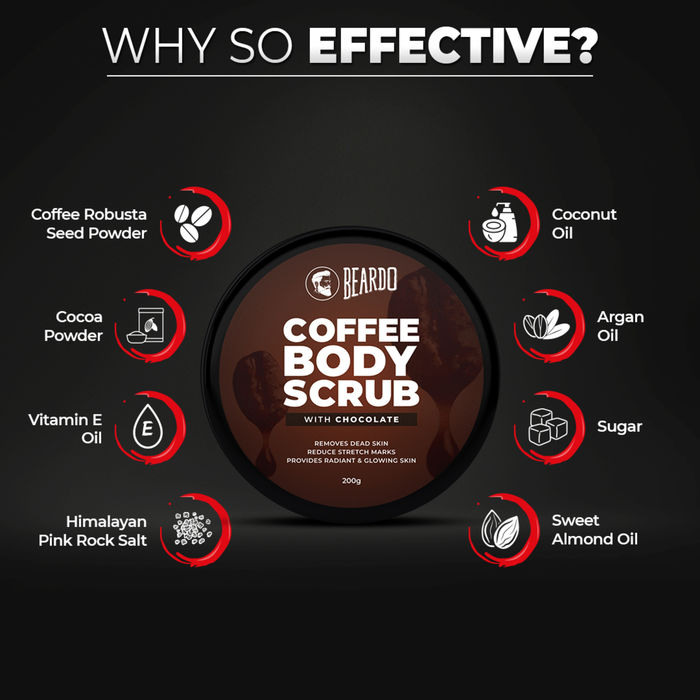 WHY SO EFFECTIVE?
Coffee Robusta
Seed Powder
Cocoa
Powder
Vitamin E
Oil
E
Himalayan
Pink Rock Salt
BEARDO
COFFEE
BODY
SCRUB
WITH CHOCOLATE
REMOVES DEAD SKIN
REDUCE STRETCH MARKS
PROVIDES RADIANT & GLOWING SKIN
200g
Coconut
Oil
Argan
Oil
Sugar
Sweet
Almond Oil